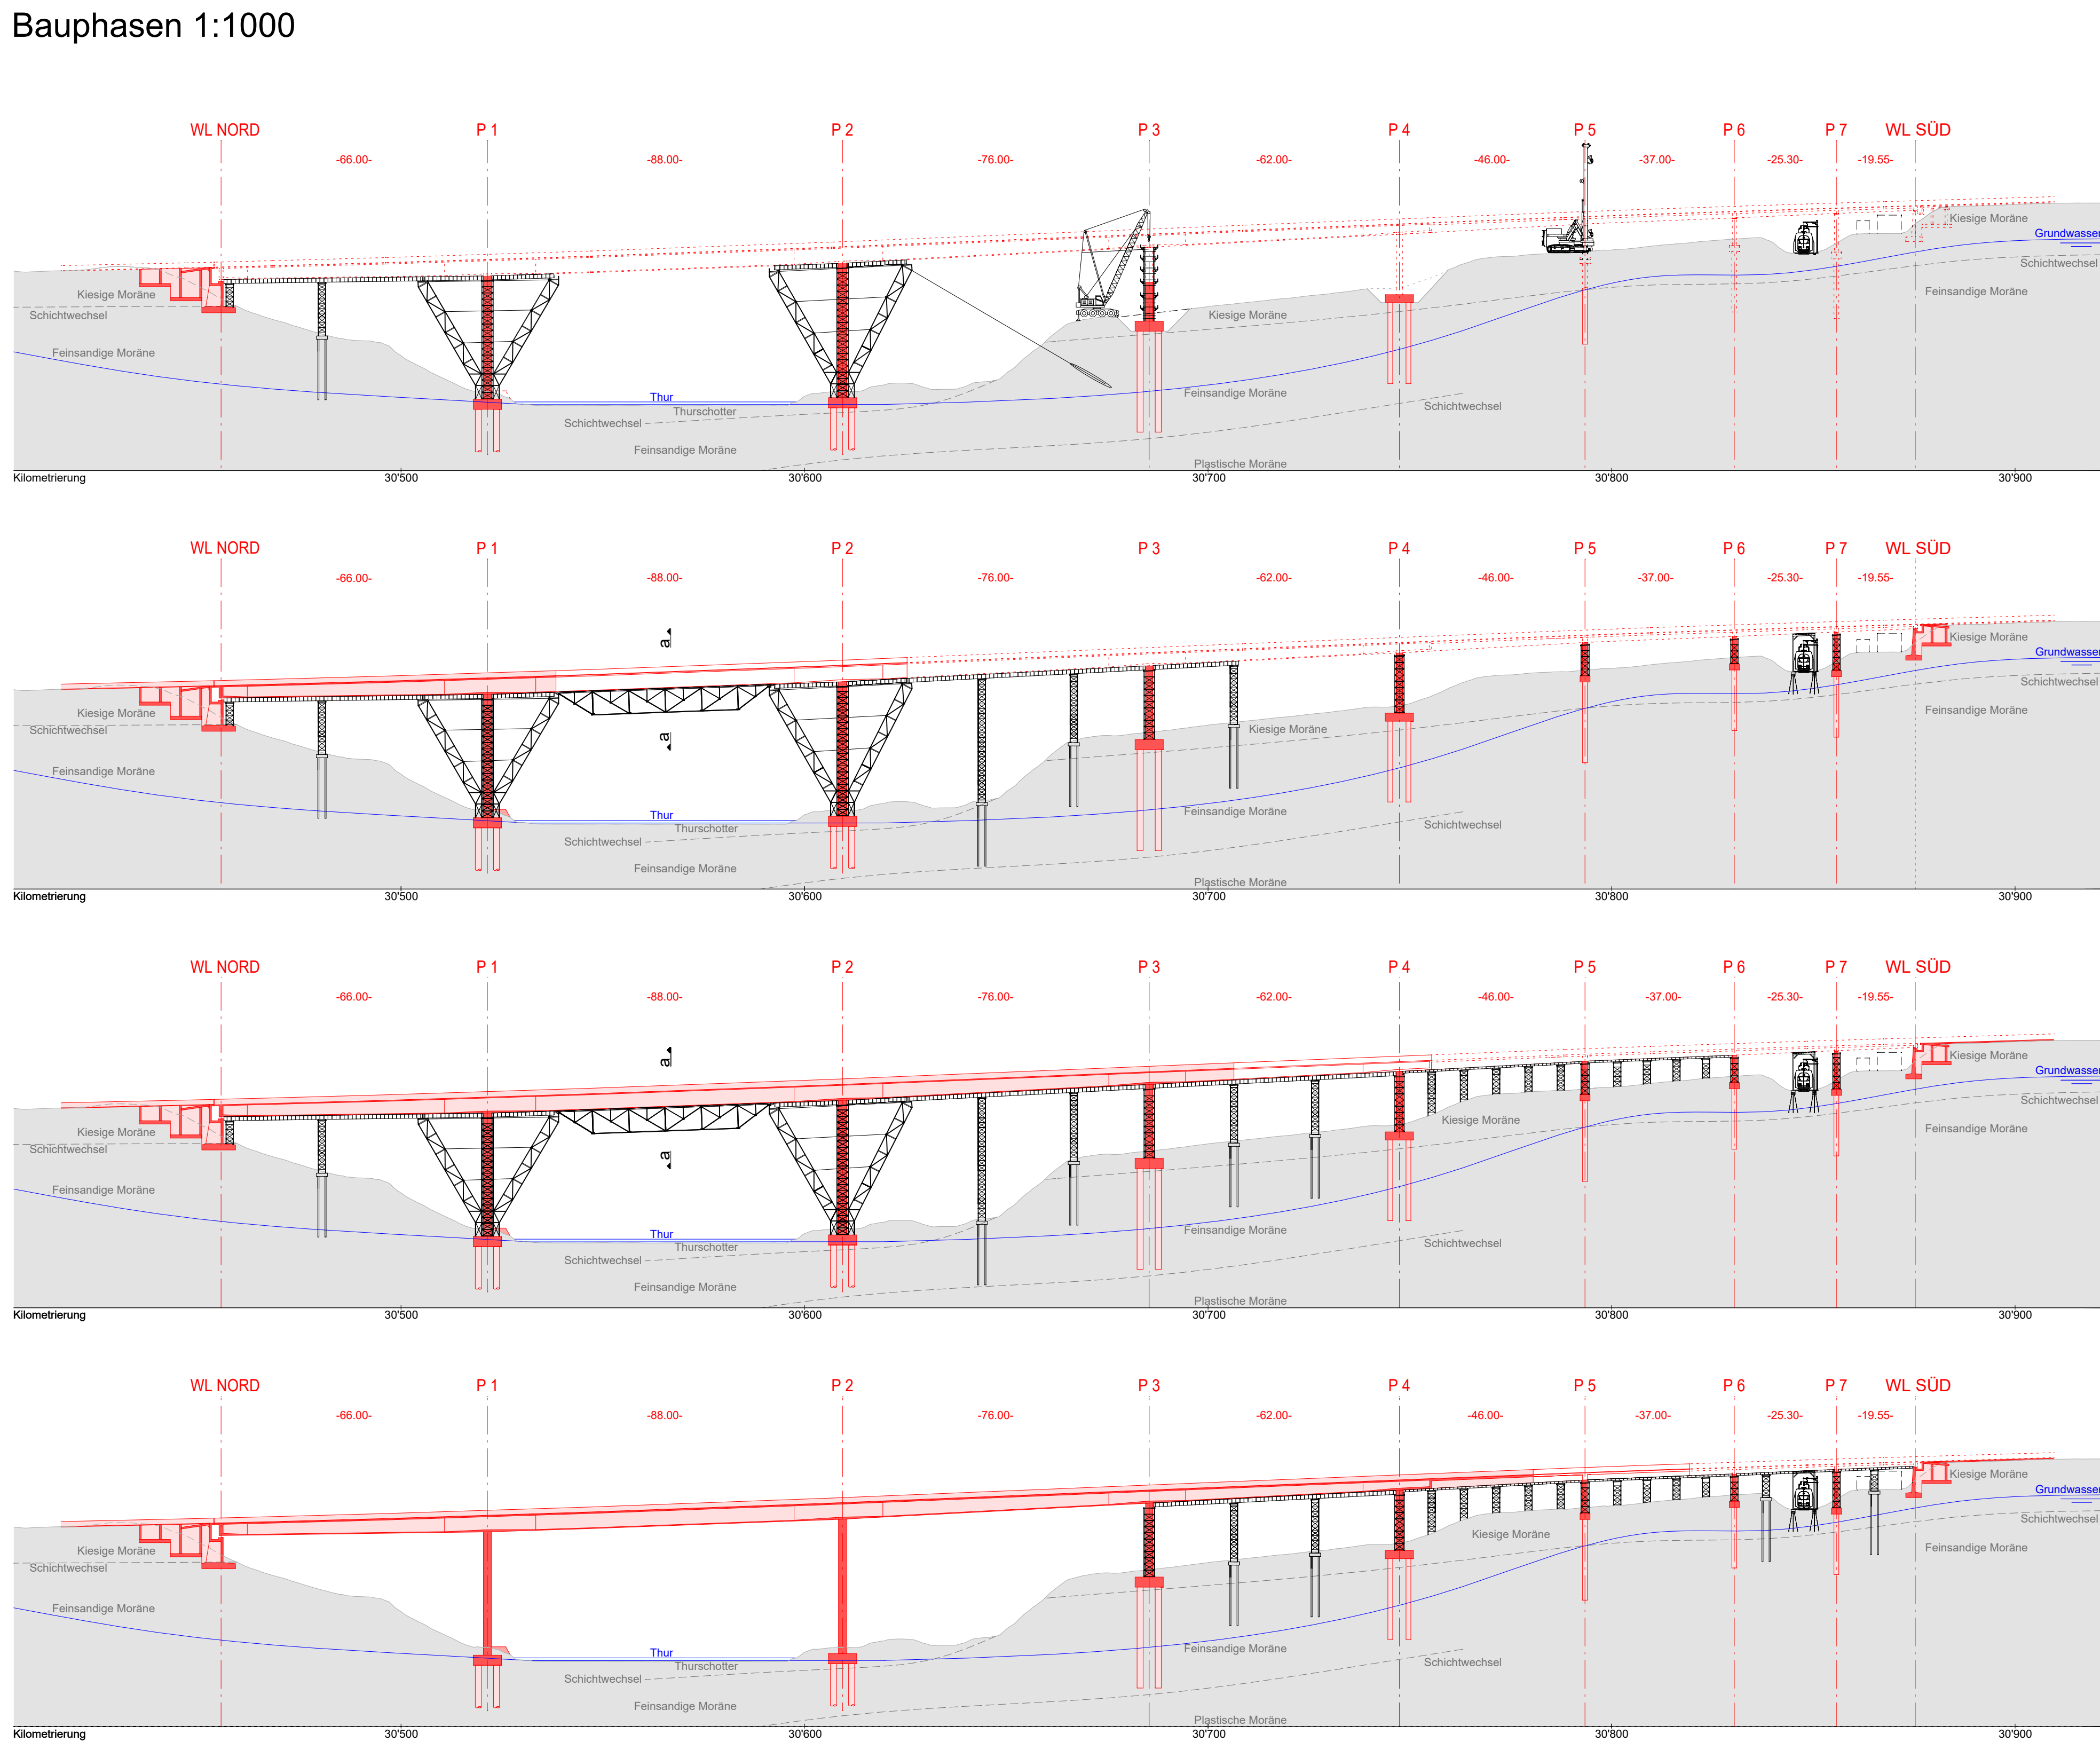 Bauphasen 1:1000
WL NORD P 1 P 2 P 3 P 4 P 5 P 6 P 7 WL SÜD
-66.00- -88.00- -76.00- -62.00- -46.00- -37.00- -25.30- -19.55-
Kiesige Moräne
Grundwasser
Schichtwechsel
Kiesige Moräne
Feinsandige Moräne
Schichtwechsel
Kiesige Moräne
Feinsandige Moräne
Feinsandige Moräne
Thur
Thurschotter
Schichtwechsel
Schichtwechsel
Feinsandige Moräne
Plastische Moräne
Kilometrierung 30'500 30'600 30'700 30'800 30'900
WL NORD P 1 P 2 P 3 P 4 P 5 P 6 P 7 WL SÜD
-66.00- -88.00- -76.00- -62.00- -46.00- -37.00- -25.30- -19.55-
a
Kiesige Moräne
Grundwasser
Schichtwechsel
Kiesige Moräne
Feinsandige Moräne
Schichtwechsel
Kiesige Moräne
a
Feinsandige Moräne
Feinsandige Moräne
Thur
Thurschotter
Schichtwechsel
Schichtwechsel
Feinsandige Moräne
Plastische Moräne
Kilometrierung 30'500 30'600 30'700 30'800 30'900
WL NORD P 1 P 2 P 3 P 4 P 5 P 6 P 7 WL SÜD
-66.00- -88.00- -76.00- -62.00- -46.00- -37.00- -25.30- -19.55-
a
Kiesige Moräne
Grundwasser
Schichtwechsel
Kiesige Moräne
Kiesige Moräne
Feinsandige Moräne
Schichtwechsel
a
Feinsandige Moräne
Feinsandige Moräne
Thur
Thurschotter
Schichtwechsel
Schichtwechsel
Feinsandige Moräne
Plastische Moräne
Kilometrierung 30'500 30'600 30'700 30'800 30'900
WL NORD P 1 P 2 P 3 P 4 P 5 P 6 P 7 WL SÜD
-66.00- -88.00- -76.00- -62.00- -46.00- -37.00- -25.30- -19.55-
Kiesige Moräne
Grundwasser
Schichtwechsel
Kiesige Moräne
Kiesige Moräne
Feinsandige Moräne
Schichtwechsel
Feinsandige Moräne
Feinsandige Moräne
Thur
Thurschotter
Schichtwechsel
Schichtwechsel
Feinsandige Moräne
Plastische Moräne
Kilometrierung 30'500 30'600 30'700 30'800 30'900